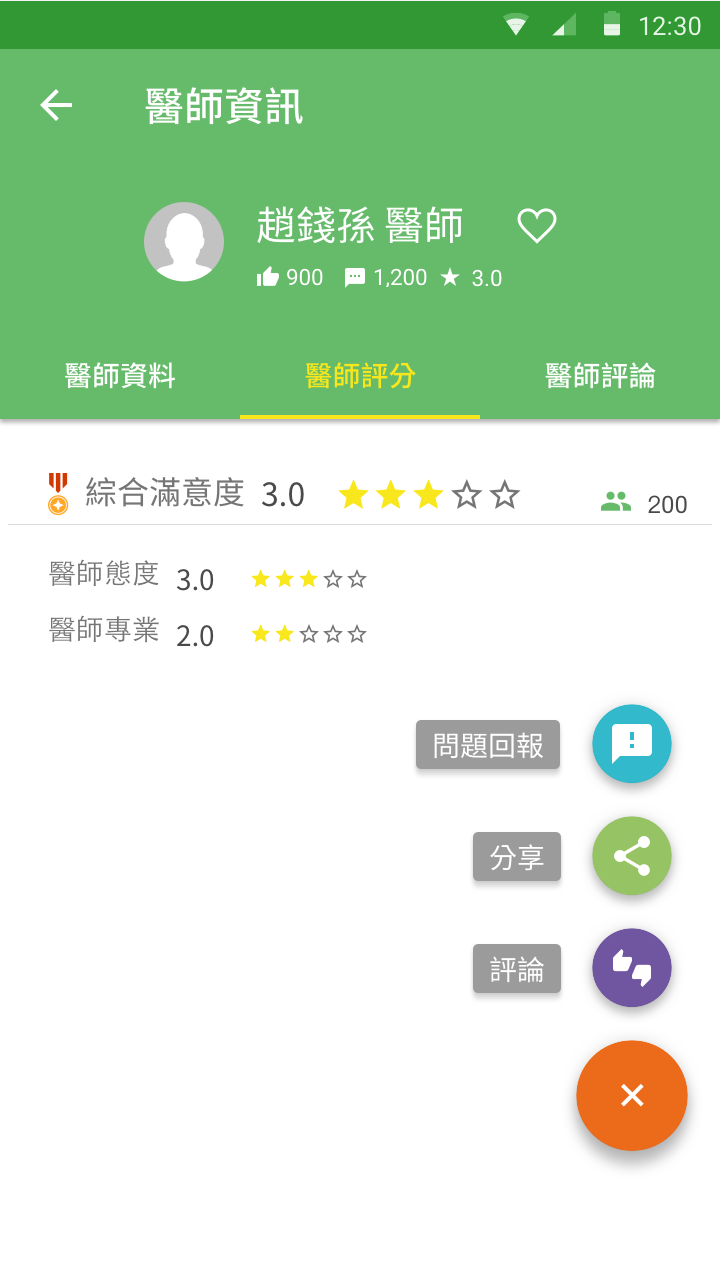 12:30
醫師資訊
趙錢孫 醫師
900 1,200 3.0
醫師資料 醫師評分 醫師評論
綜合滿意度 3.0 200
醫師態度 3.0
醫師專業 2.0
問題回報
分享
評論